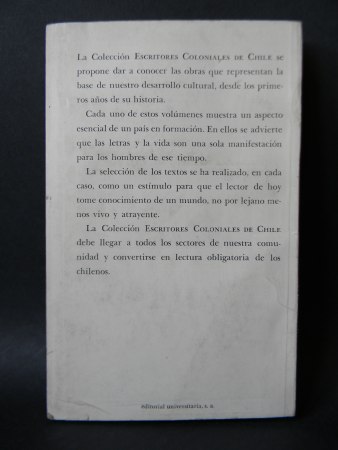 La Colección ESCRITORES COLONIALES DE CHILE se
propone dar a conocer las obras que representan la
base de nuestro desarrollo cultural, desde los prime-
ros años de su historia.
Cada uno de estos volúmenes muestra un aspecto
esencial de un país en formación. En ellos se advierte
que las letras y la vida son una sola manifestación
para los hombres de ese tiempo.
La selección de los textos se ha realizado, en cada
caso, como un estímulo para que el lector de hoy
tome conocimiento de un mundo, no por lejano me-
nos vivo y atrayente.
La Colección ESCRITORES COLONIALES DE CHILE
debe llegar a todos los sectores de nuestra comu-
nidad y convertirse en lectura obligatoria de los
chilenos.
editorial universitaria, s. a.